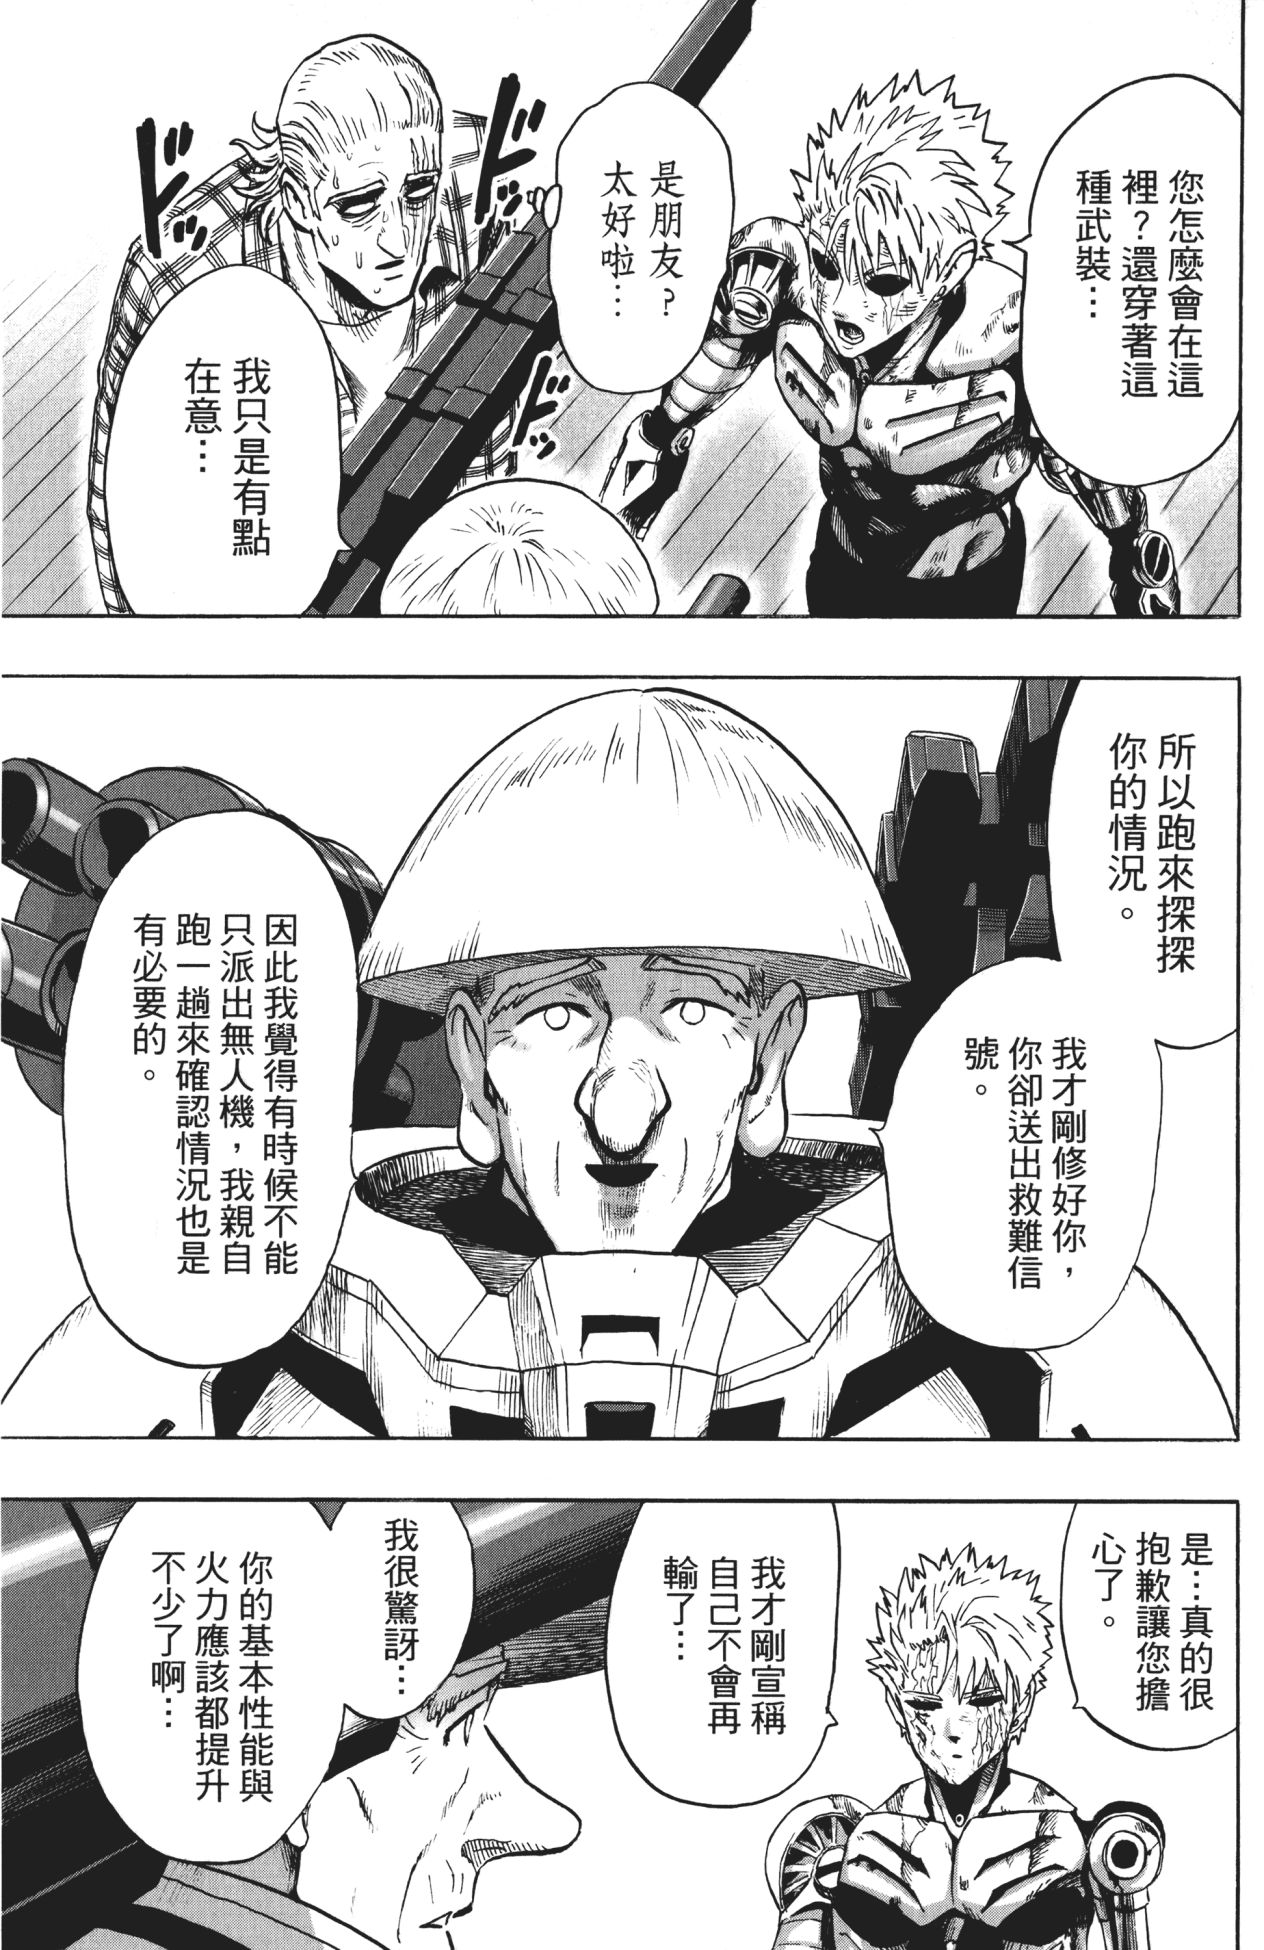 您怎麼會在這
裡？還穿著這
種武裝…
是朋友？
太好啦…
ドドッ
ドドッ
ドドッ
我只是有點
在意…
所以跑來探探
你的情況。
我才剛修好你，
你卻送出救難信
號。
因此我覺得有時候不能
只派出無人機，我親自
跑一趟來確認情況也是
有必要的。
是…真的很
抱歉讓您擔
心了。
我才剛宣稱
自己不會再
輸了…
我很驚訝…
你的基本性能與
火力應該都提升
不少了啊…